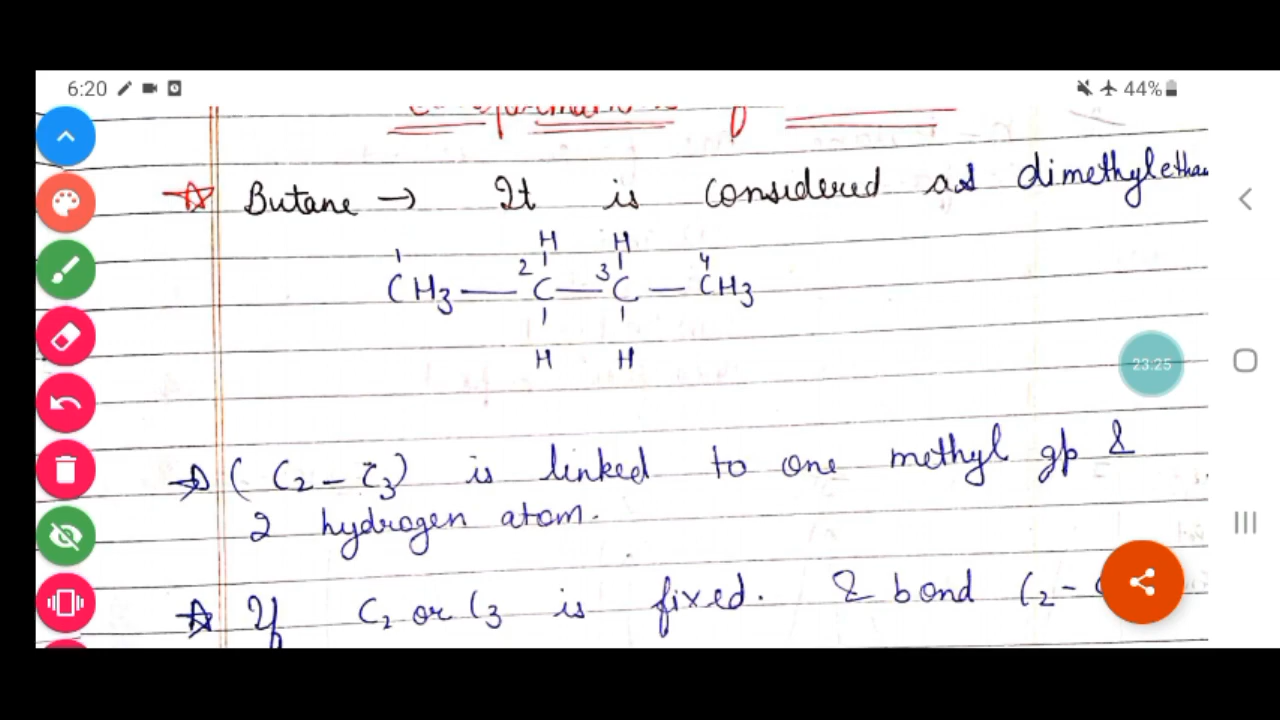 6:20
44%
Butane → It is considered as dimethylethan
1 2 H 3 H 4
CH3 — C — C — CH3
H H
23:25
→ ( C2 – C3) is linked to one methyl gp &
2 hydrogen atom.
If C2 or C3 is fixed. & bond C2 -